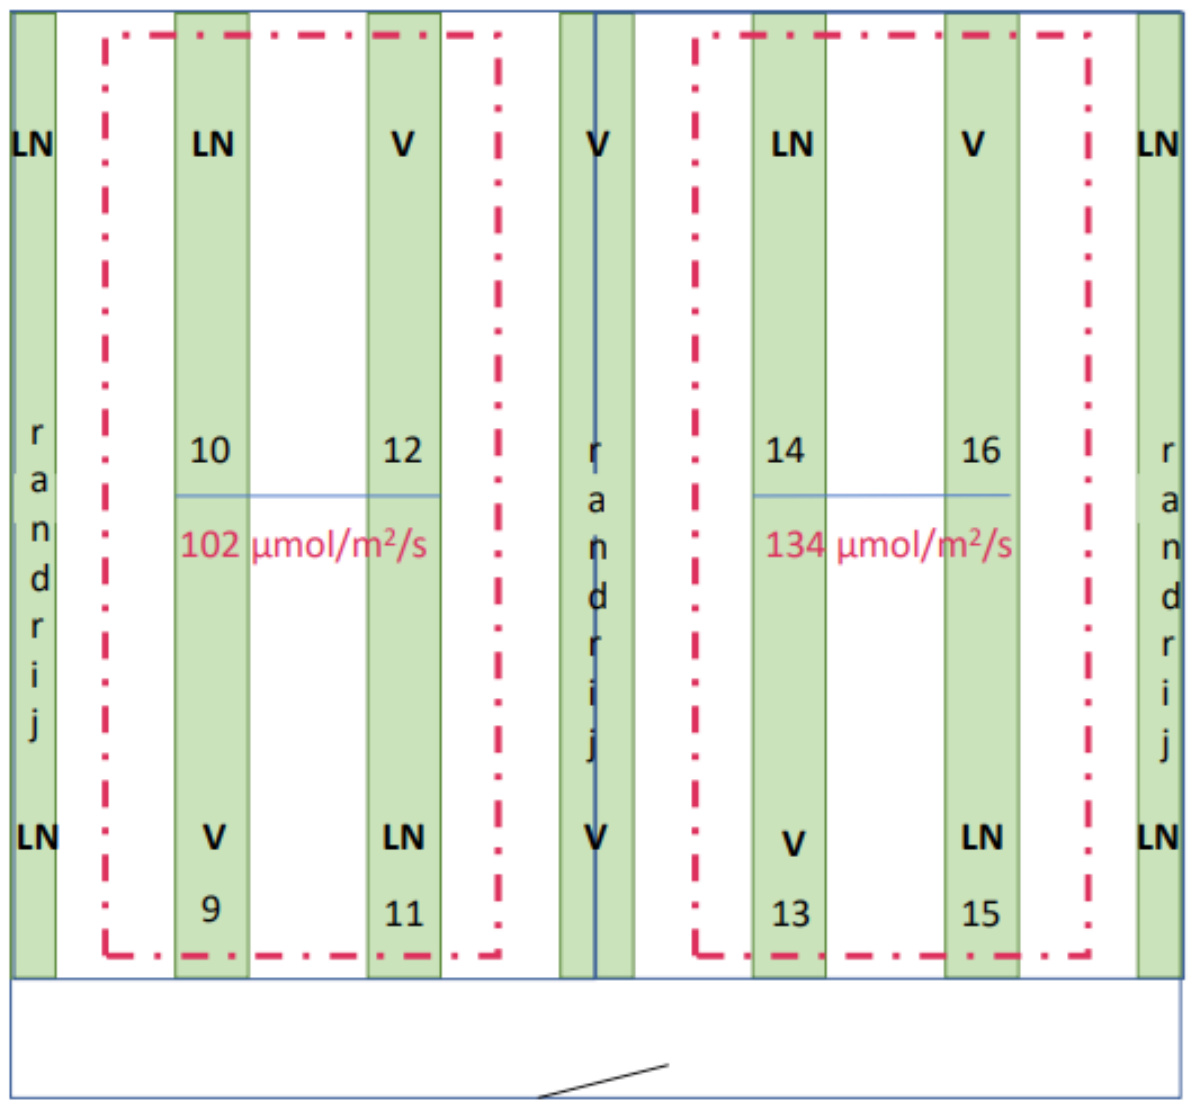 LN LN V V LN V LN
10 12 14 16
102 µmol/m²/s 134 µmol/m²/s
randrij
randrij
randrij
LN V LN V V LN LN
9 11 13 15